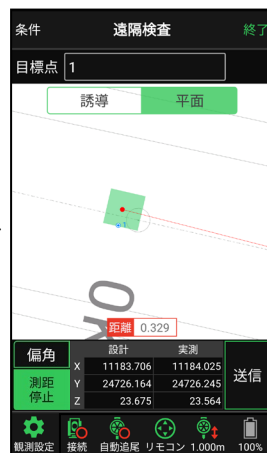 条件 遠隔検査 終了
目標点 1
誘導 平面
1
距離 0.329
偏角 設計 実測
X 11183.706 11184.025 送信
測距停止 Y 24726.164 24726.245
Z 23.675 23.564
観測設定 接続 自動追尾 リモコン 1.000m 100%